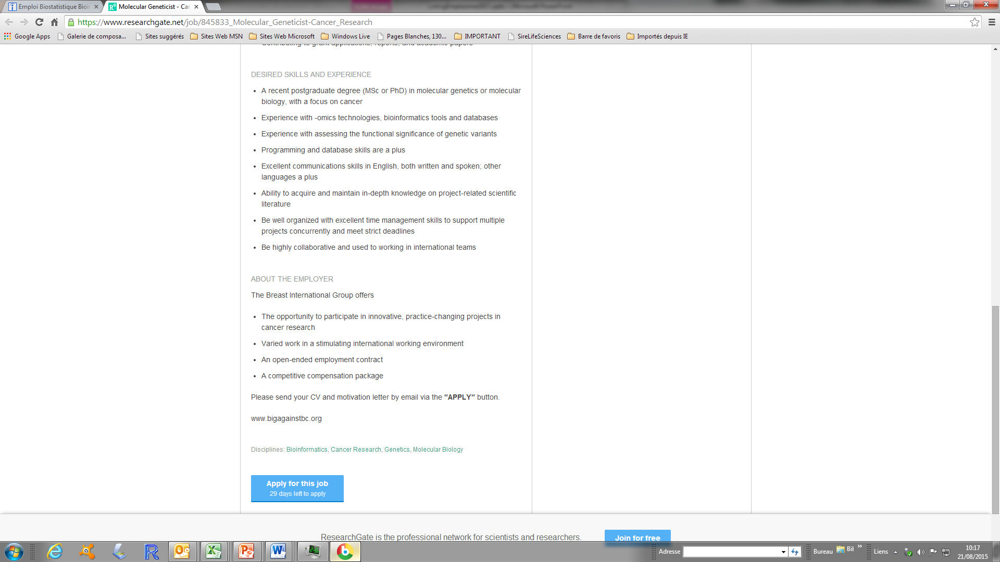 Emploi Biostatistique Bioi
Molecular Geneticist - Car
https://www.researchgate.net/job/845833_Molecular_Geneticist-Cancer_Research
Google Apps Galerie de composa... Sites suggérés Sites Web MSN Sites Web Microsoft Windows Live Pages Blanches, 130... IMPORTANT SireLifeSciences Barre de favoris Importés depuis IE
Contributing to grant applications, reports, and academic papers
DESIRED SKILLS AND EXPERIENCE
• A recent postgraduate degree (MSc or PhD) in molecular genetics or molecular
biology, with a focus on cancer
• Experience with -omics technologies, bioinformatics tools and databases
• Experience with assessing the functional significance of genetic variants
• Programming and database skills are a plus
• Excellent communications skills in English, both written and spoken; other
languages a plus
• Ability to acquire and maintain in-depth knowledge on project-related scientific
literature
• Be well organized with excellent time management skills to support multiple
projects concurrently and meet strict deadlines
• Be highly collaborative and used to working in international teams
ABOUT THE EMPLOYER
The Breast International Group offers
• The opportunity to participate in innovative, practice-changing projects in
cancer research
• Varied work in a stimulating international working environment
• An open-ended employment contract
• A competitive compensation package
Please send your CV and motivation letter by email via the "APPLY" button.
www.bigagainstbc.org
Disciplines: Bioinformatics, Cancer Research, Genetics, Molecular Biology
Apply for this job
29 days left to apply
ResearchGate is the professional network for scientists and researchers.
Join for free
Adresse
Bureau
Bil
»
Liens
10:17
21/08/2015